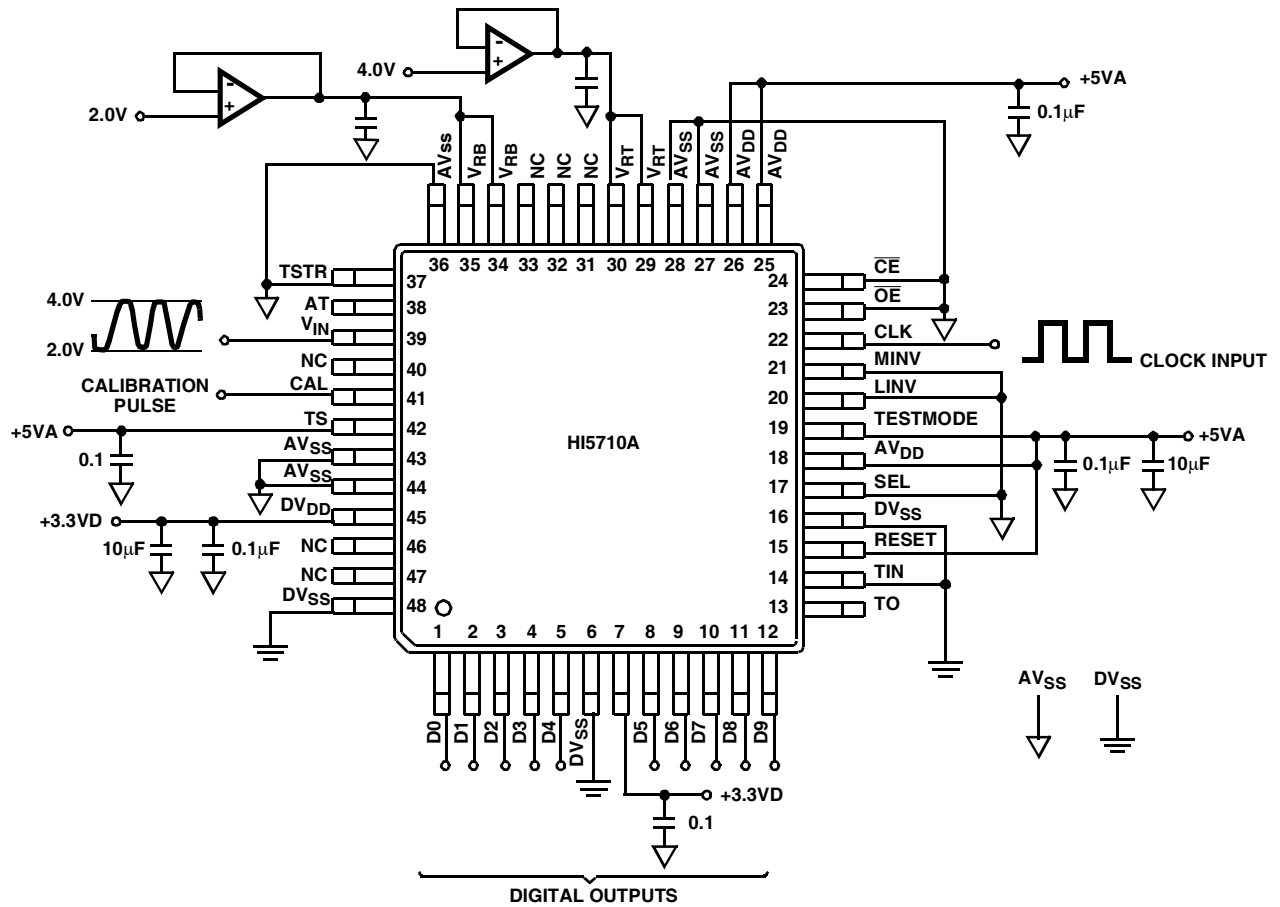 4.0V
-
+
2.0V
-
+
+5VA
0.1µF
AVss
VRB
VRB
NC
NC
NC
VRT
VRT
AVSS
AVSS
AVDD
AVDD
36 35 34 33 32 31 30 29 28 27 26 25
TSTR 37
AT 38
VIN 39
NC 40
CAL 41
TS 42
AVSS 43
AVSS 44
DVDD 45
NC 46
NC 47
DVSS 48
4.0V
2.0V
CALIBRATION
PULSE
+5VA
0.1
+3.3VD
10µF
0.1µF
HI5710A
24 CE
23 OE
22 CLK
21 MINV
20 LINV
19 TESTMODE
18 AVDD
17 SEL
16 DVSS
15 RESET
14 TIN
13 TO
CLOCK INPUT
+5VA
0.1µF
10µF
1 2 3 4 5 6 7 8 9 10 11 12
D0
D1
D2
D3
D4
DVSS
D5
D6
D7
D8
D9
+3.3VD
0.1
AVSS
DVSS
DIGITAL OUTPUTS